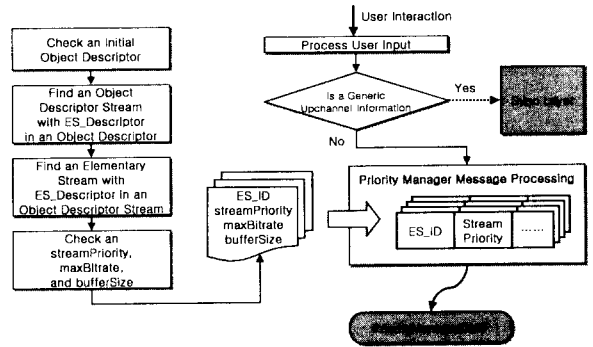 User Interaction
Check an Initial
Object Descriptor
Process User Input
Find an Object
Descriptor Stream
with ES_Descriptor
in an Object Descriptor
Is a Generic
Upchannel Information
Yes
No
Find an Elementary
Stream with
ES_Descriptor in an
Object Descriptor Stream
Check an
streamPriority,
maxBitrate,
and bufferSize
ES_ID
streamPriority
maxBitrate
bufferSize
Priority Manager Message Processing
ES_ID
Stream
Priority
......